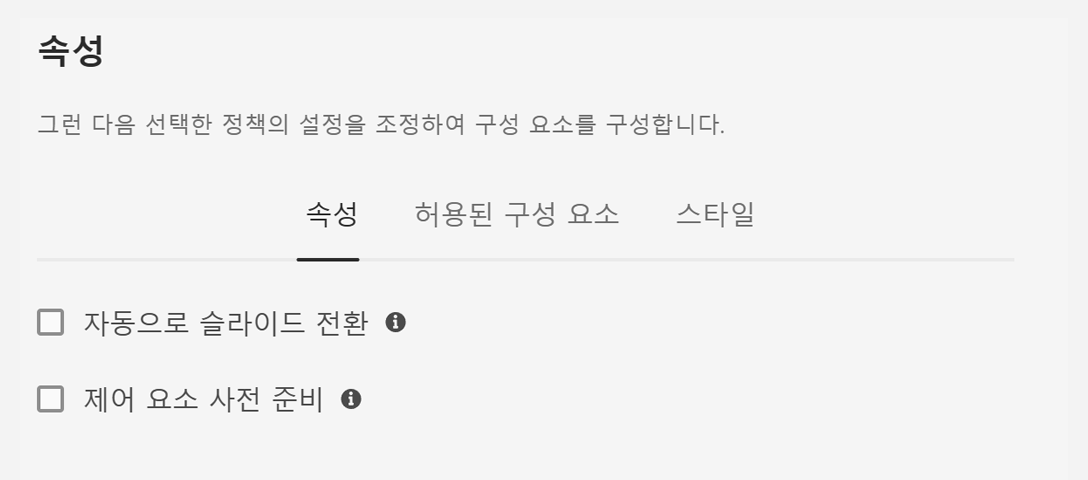 속성
그런 다음 선택한 정책의 설정을 조정하여 구성 요소를 구성합니다.
속성 허용된 구성 요소 스타일
자동으로 슬라이드 전환
제어 요소 사전 준비